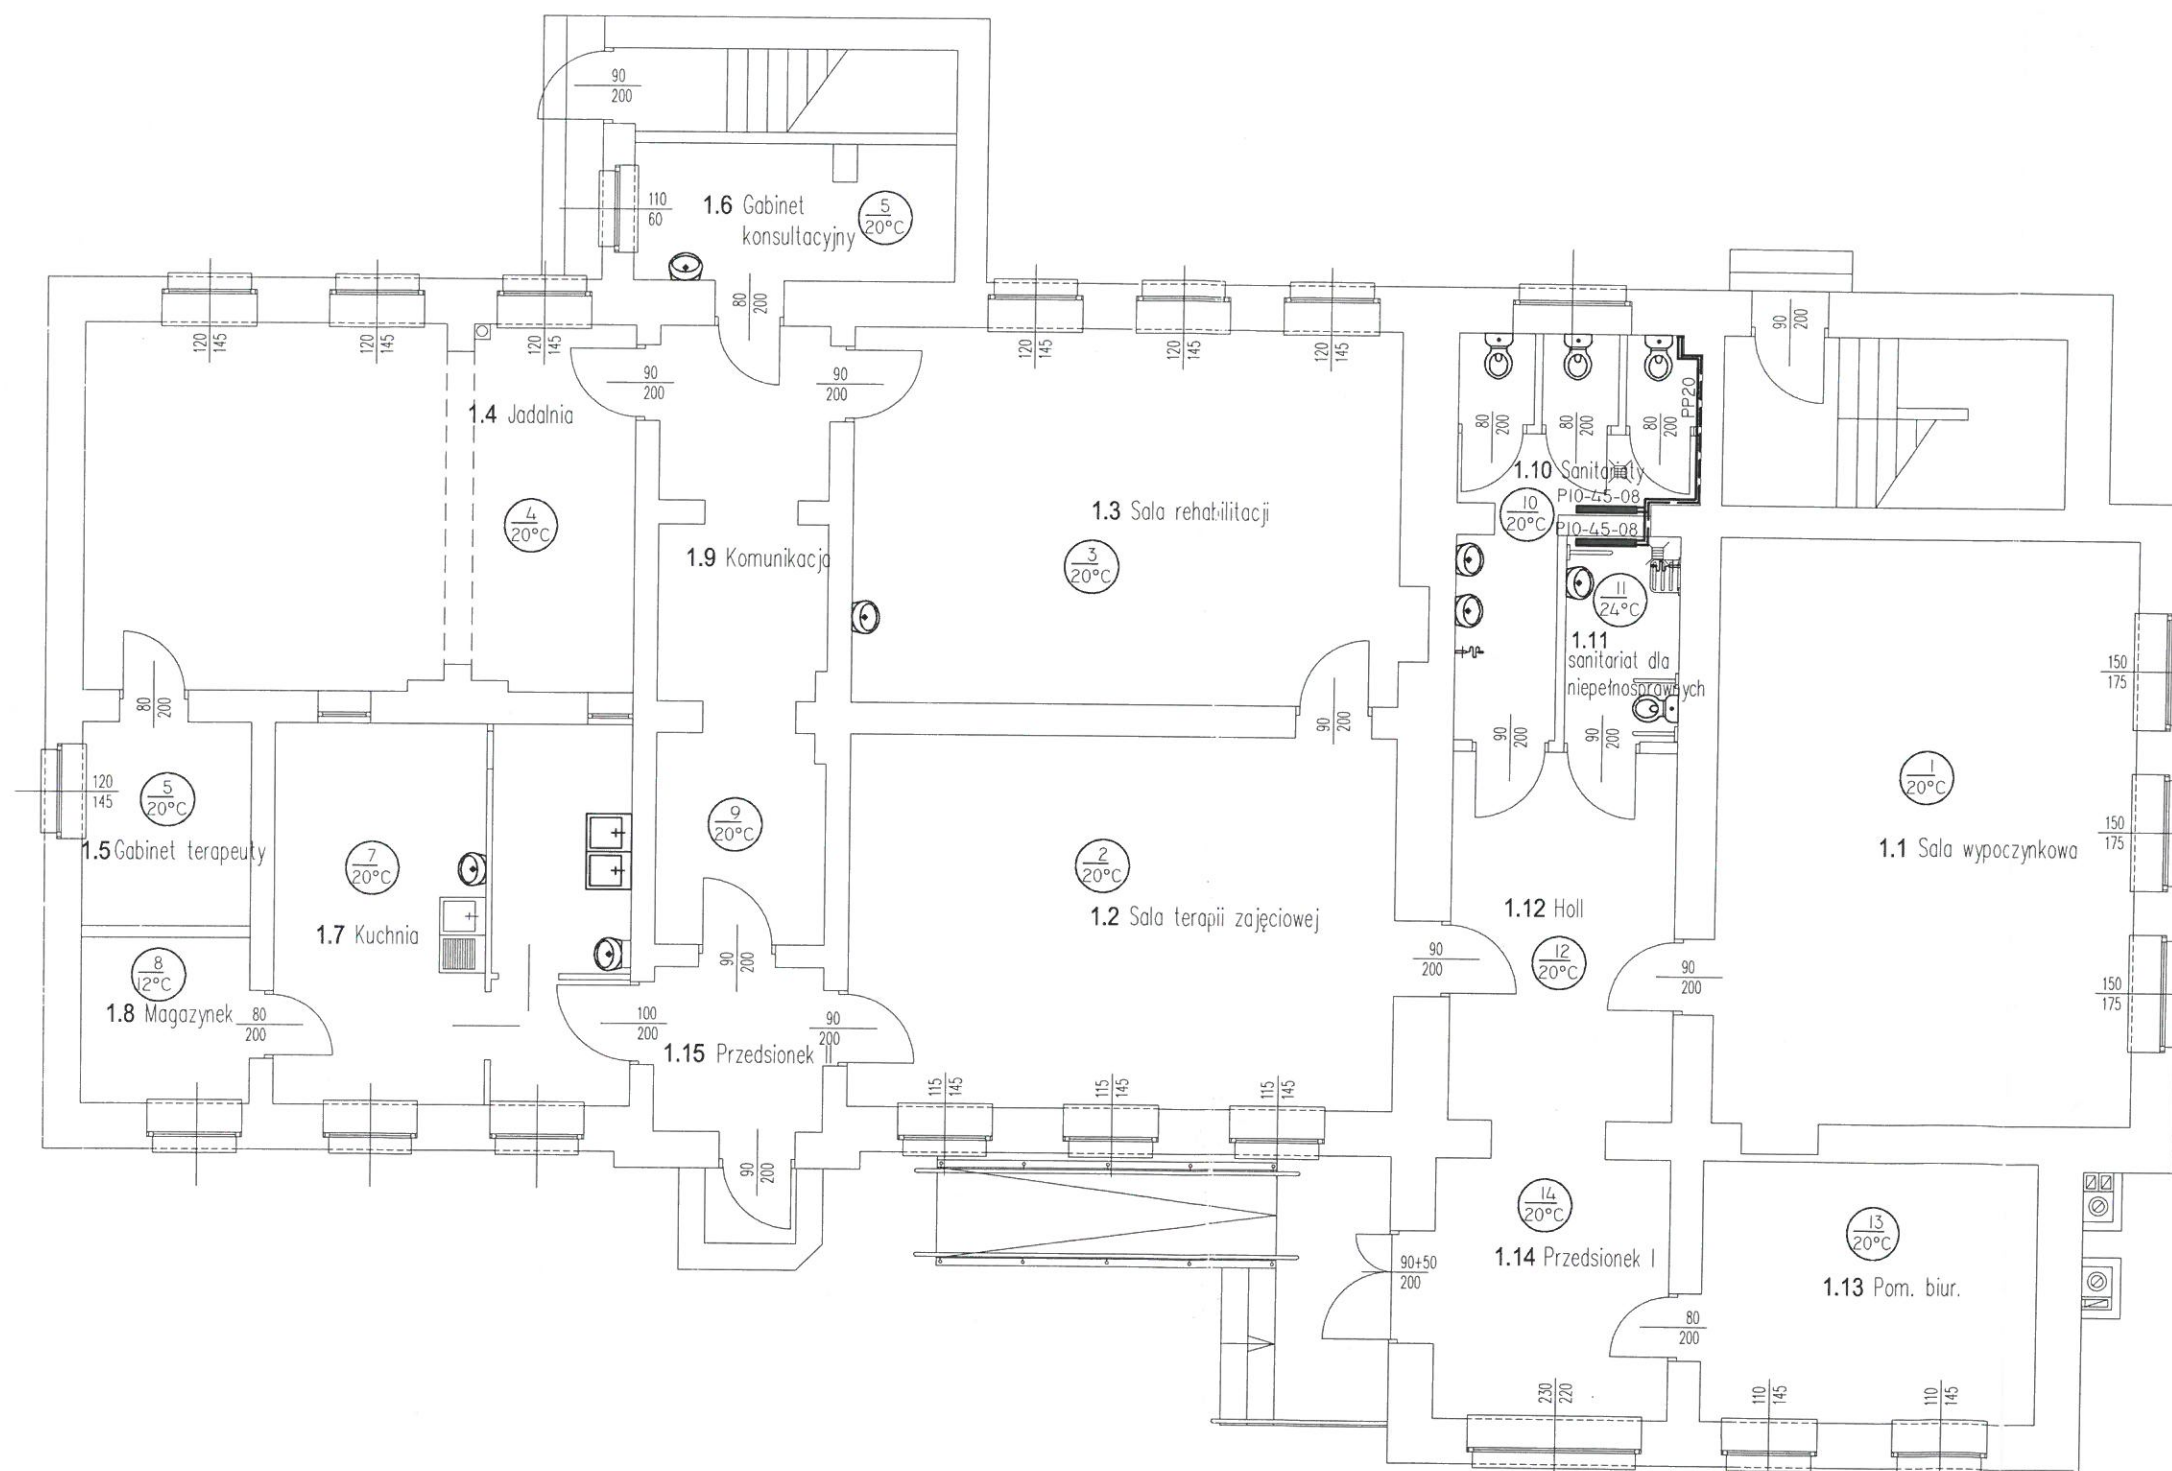 90
200
110
60
1.6 Gabinet
konsultacyjny
5
20°C
80
200
120
145
120
145
120
145
120
145
120
145
120
145
90
200
90
200
90
200
1.4 Jadalnia
80
200
80
200
80
200
PP20
1.10 Sanitariaty
PIO-45-08
10
20°C
PIO-45-08
4
20°C
1.3 Sala rehabilitacji
3
20°C
1.9 Komunikacja
11
24°C
1.11
sanitariat dla
niepełnosprawnych
150
175
80
200
90
200
90
200
90
200
120
145
5
20°C
1.5 Gabinet terapeuty
7
20°C
9
20°C
2
20°C
1
20°C
150
175
1.1 Sala wypoczynkowa
1.7 Kuchnia
1.2 Sala terapii zajęciowej
1.12 Holl
12
20°C
90
200
90
200
90
200
150
175
8
12°C
1.8 Magazynek
80
200
100
200
90
200
1.15 Przedsionek II
115
145
115
145
115
145
90
200
14
20°C
1.14 Przedsionek I
90+50
200
13
20°C
1.13 Pom. biur.
80
200
230
220
110
145
110
145